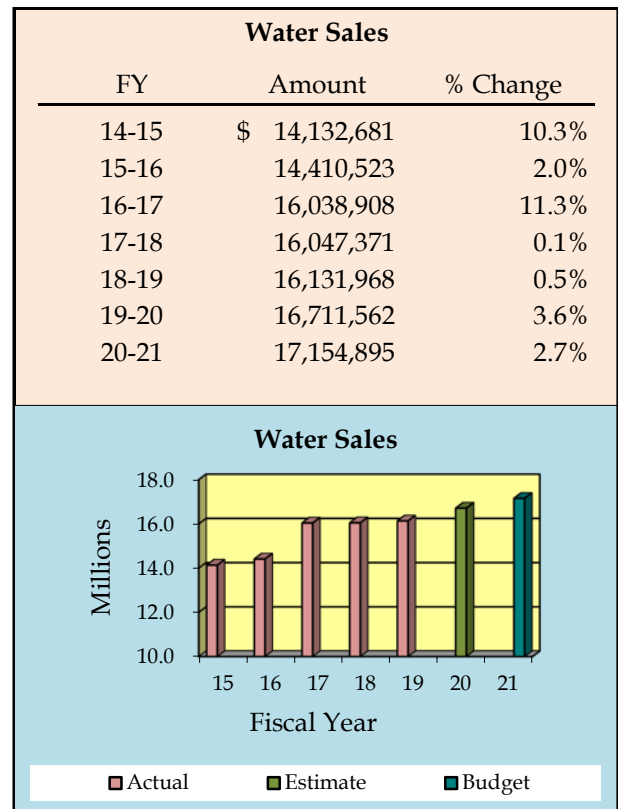 Water Sales
FY Amount % Change
14-15 $ 14,132,681 10.3%
15-16 14,410,523 2.0%
16-17 16,038,908 11.3%
17-18 16,047,371 0.1%
18-19 16,131,968 0.5%
19-20 16,711,562 3.6%
20-21 17,154,895 2.7%
Water Sales
Millions
18.0
16.0
14.0
12.0
10.0
15 16 17 18 19 20 21
Fiscal Year
Actual Estimate Budget